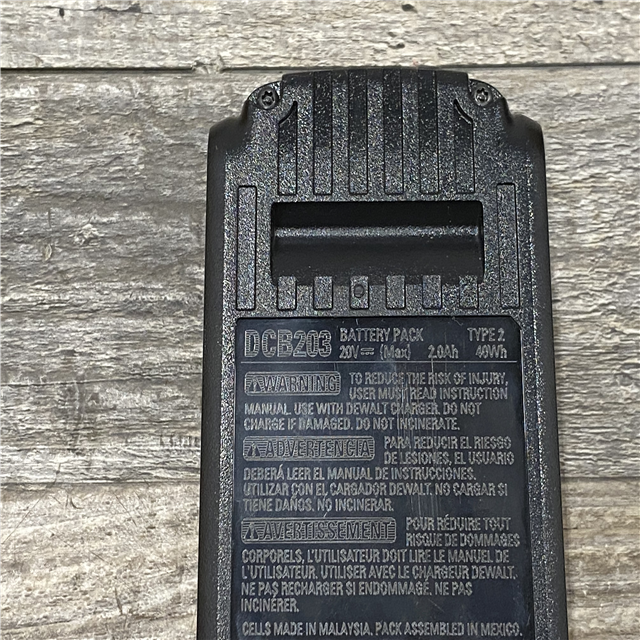 DCB203 BATTERY PACK TYPE 2
20V⎓ (Max) 2.0Ah 40Wh
⚠WARNING TO REDUCE THE RISK OF INJURY,
USER MUST READ INSTRUCTION
MANUAL. USE WITH DEWALT CHARGER. DO NOT
CHARGE IF DAMAGED. DO NOT INCINERATE.
⚠ADVERTENCIA PARA REDUCIR EL RIESGO
DE LESIONES, EL USUARIO
DEBERÁ LEER EL MANUAL DE INSTRUCCIONES.
UTILIZAR CON EL CARGADOR DEWALT. NO CARGAR SI
TIENE DAÑOS. NO INCINERAR.
⚠AVERTISSEMENT POUR RÉDUIRE TOUT
RISQUE DE DOMMAGES
CORPORELS, L'UTILISATEUR DOIT LIRE LE MANUEL DE
L'UTILISATEUR. UTILISER AVEC LE CHARGEUR DEWALT.
NE PAS RECHARGER SI ENDOMMAGÉ. NE PAS
INCINÉRER.
CELLS MADE IN MALAYSIA, PACK ASSEMBLED IN MEXICO.